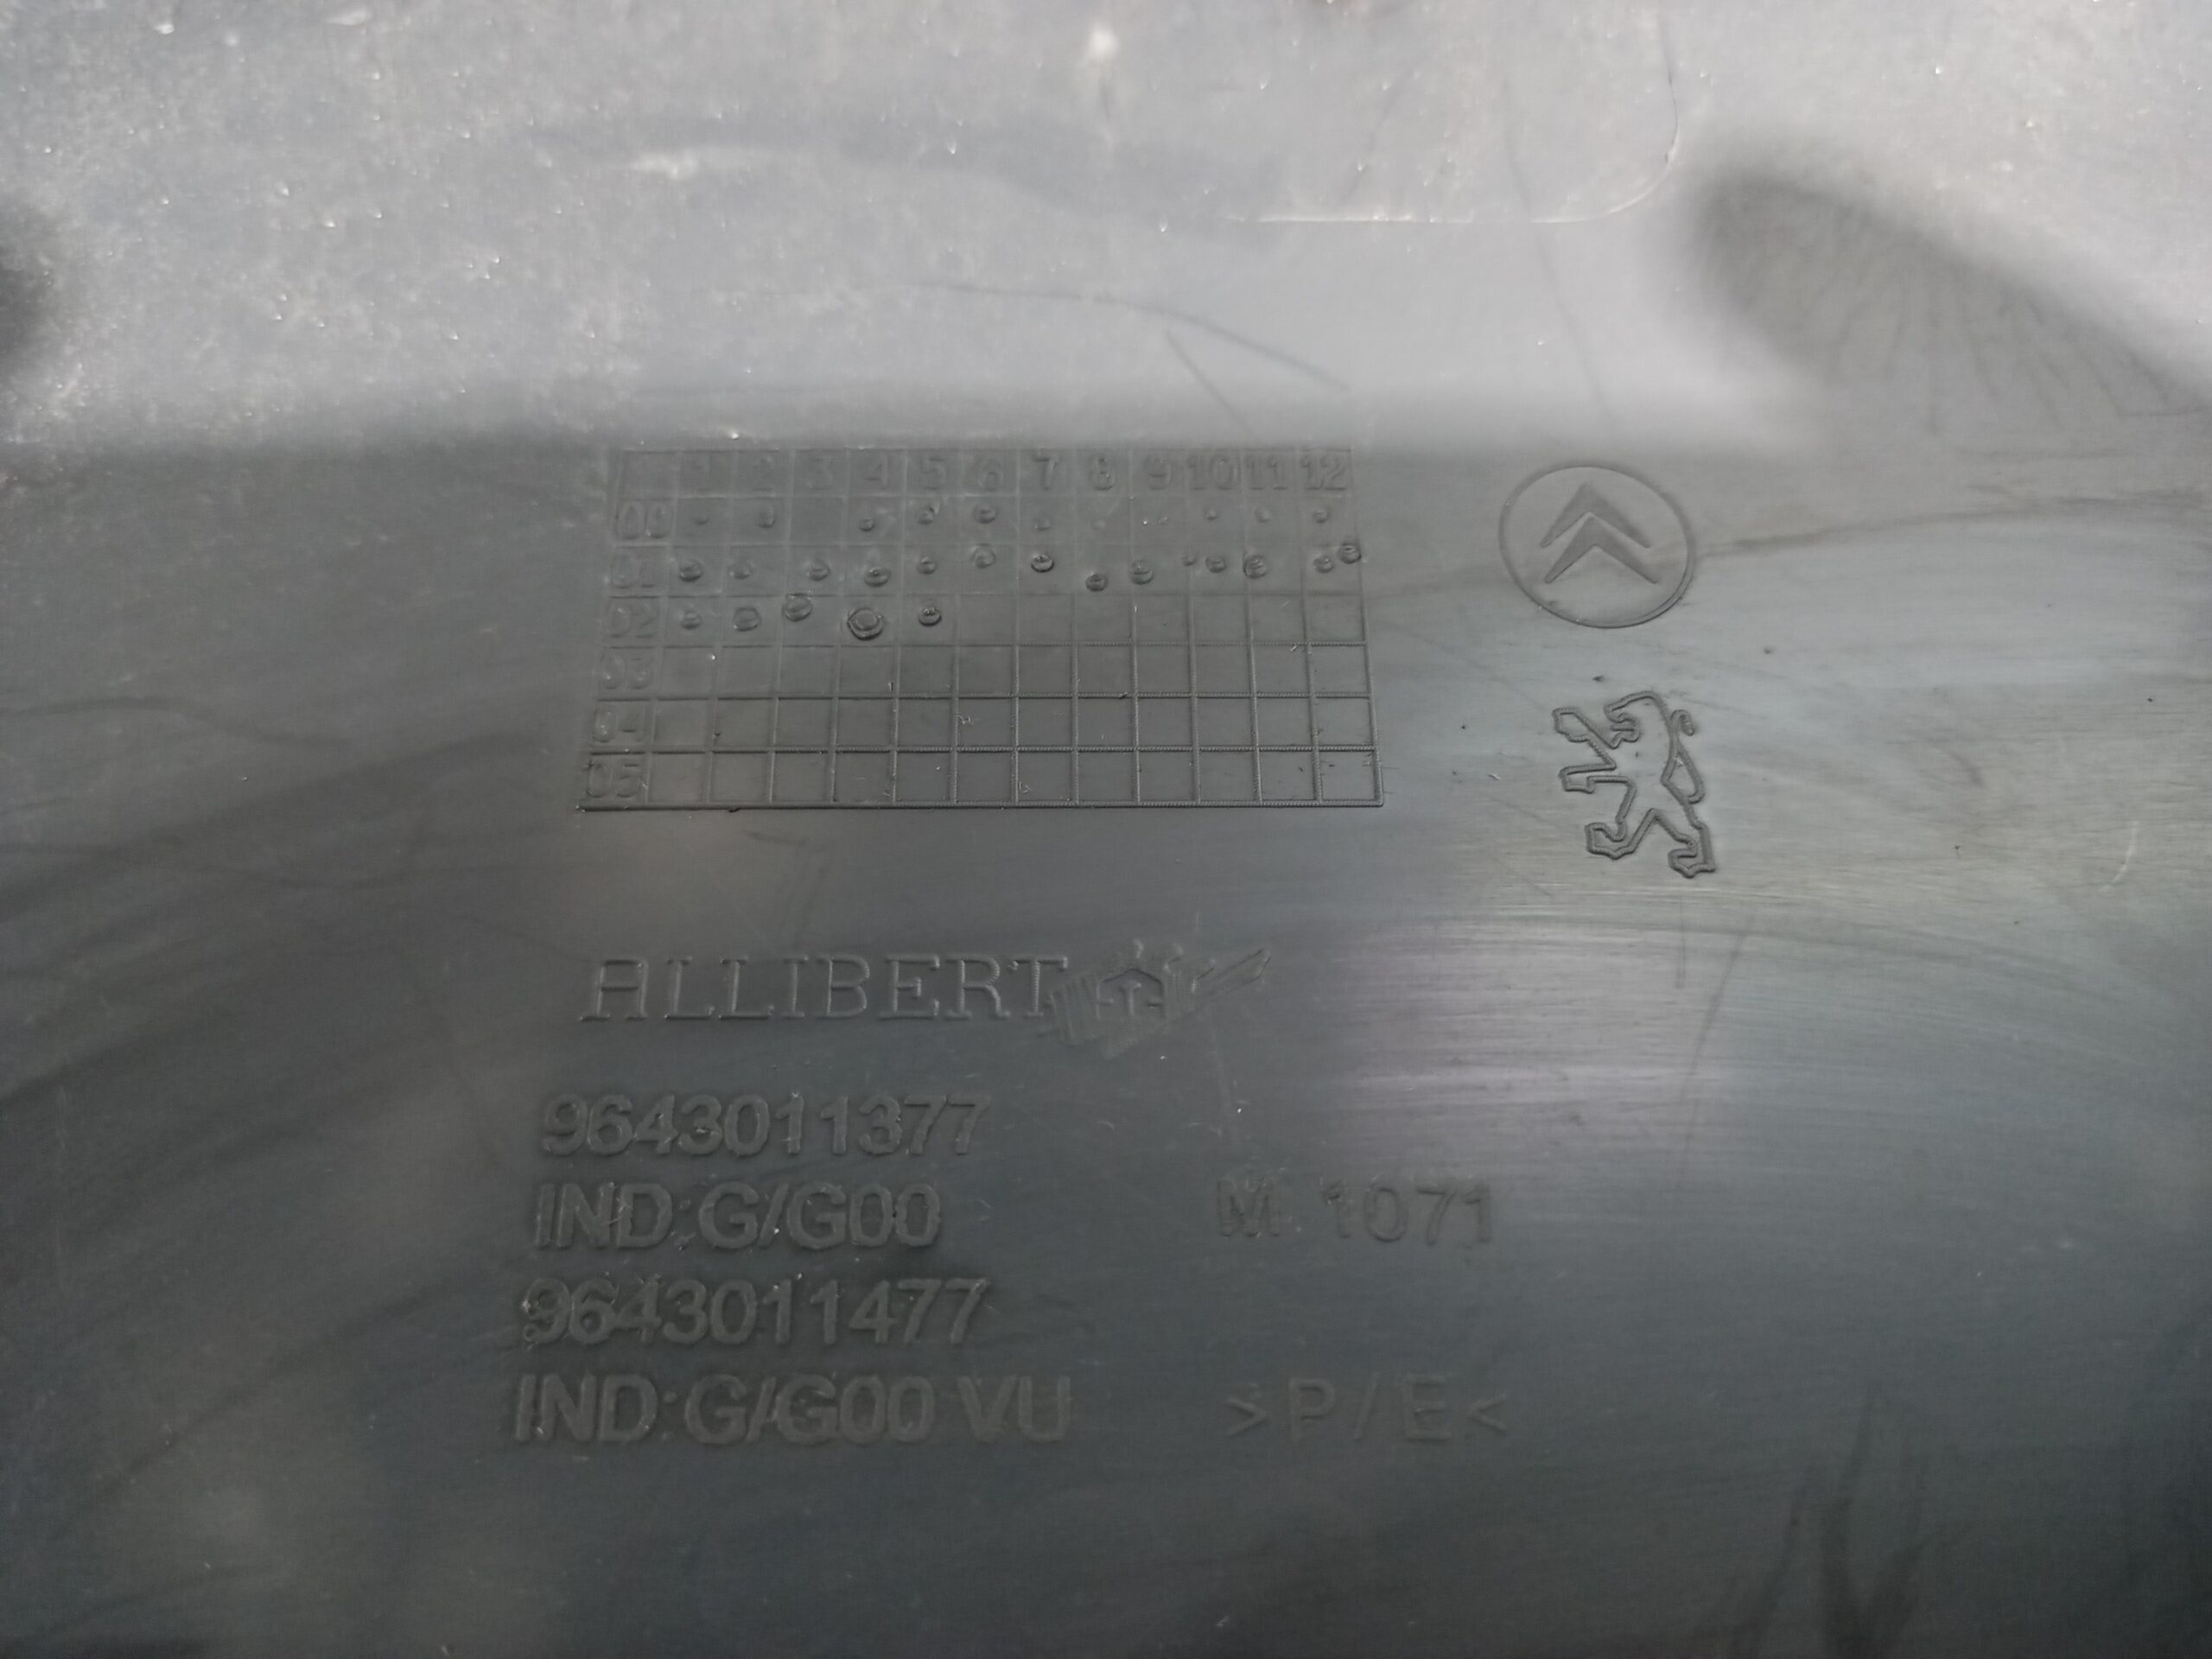 1 2 3 4 5 6 7 8 9 10 11 12
00
01
02
03
04
05
ALLIBERT
9643011377
IND:G/G00
M 1071
9643011477
IND:G/G00 VU
>P/E<